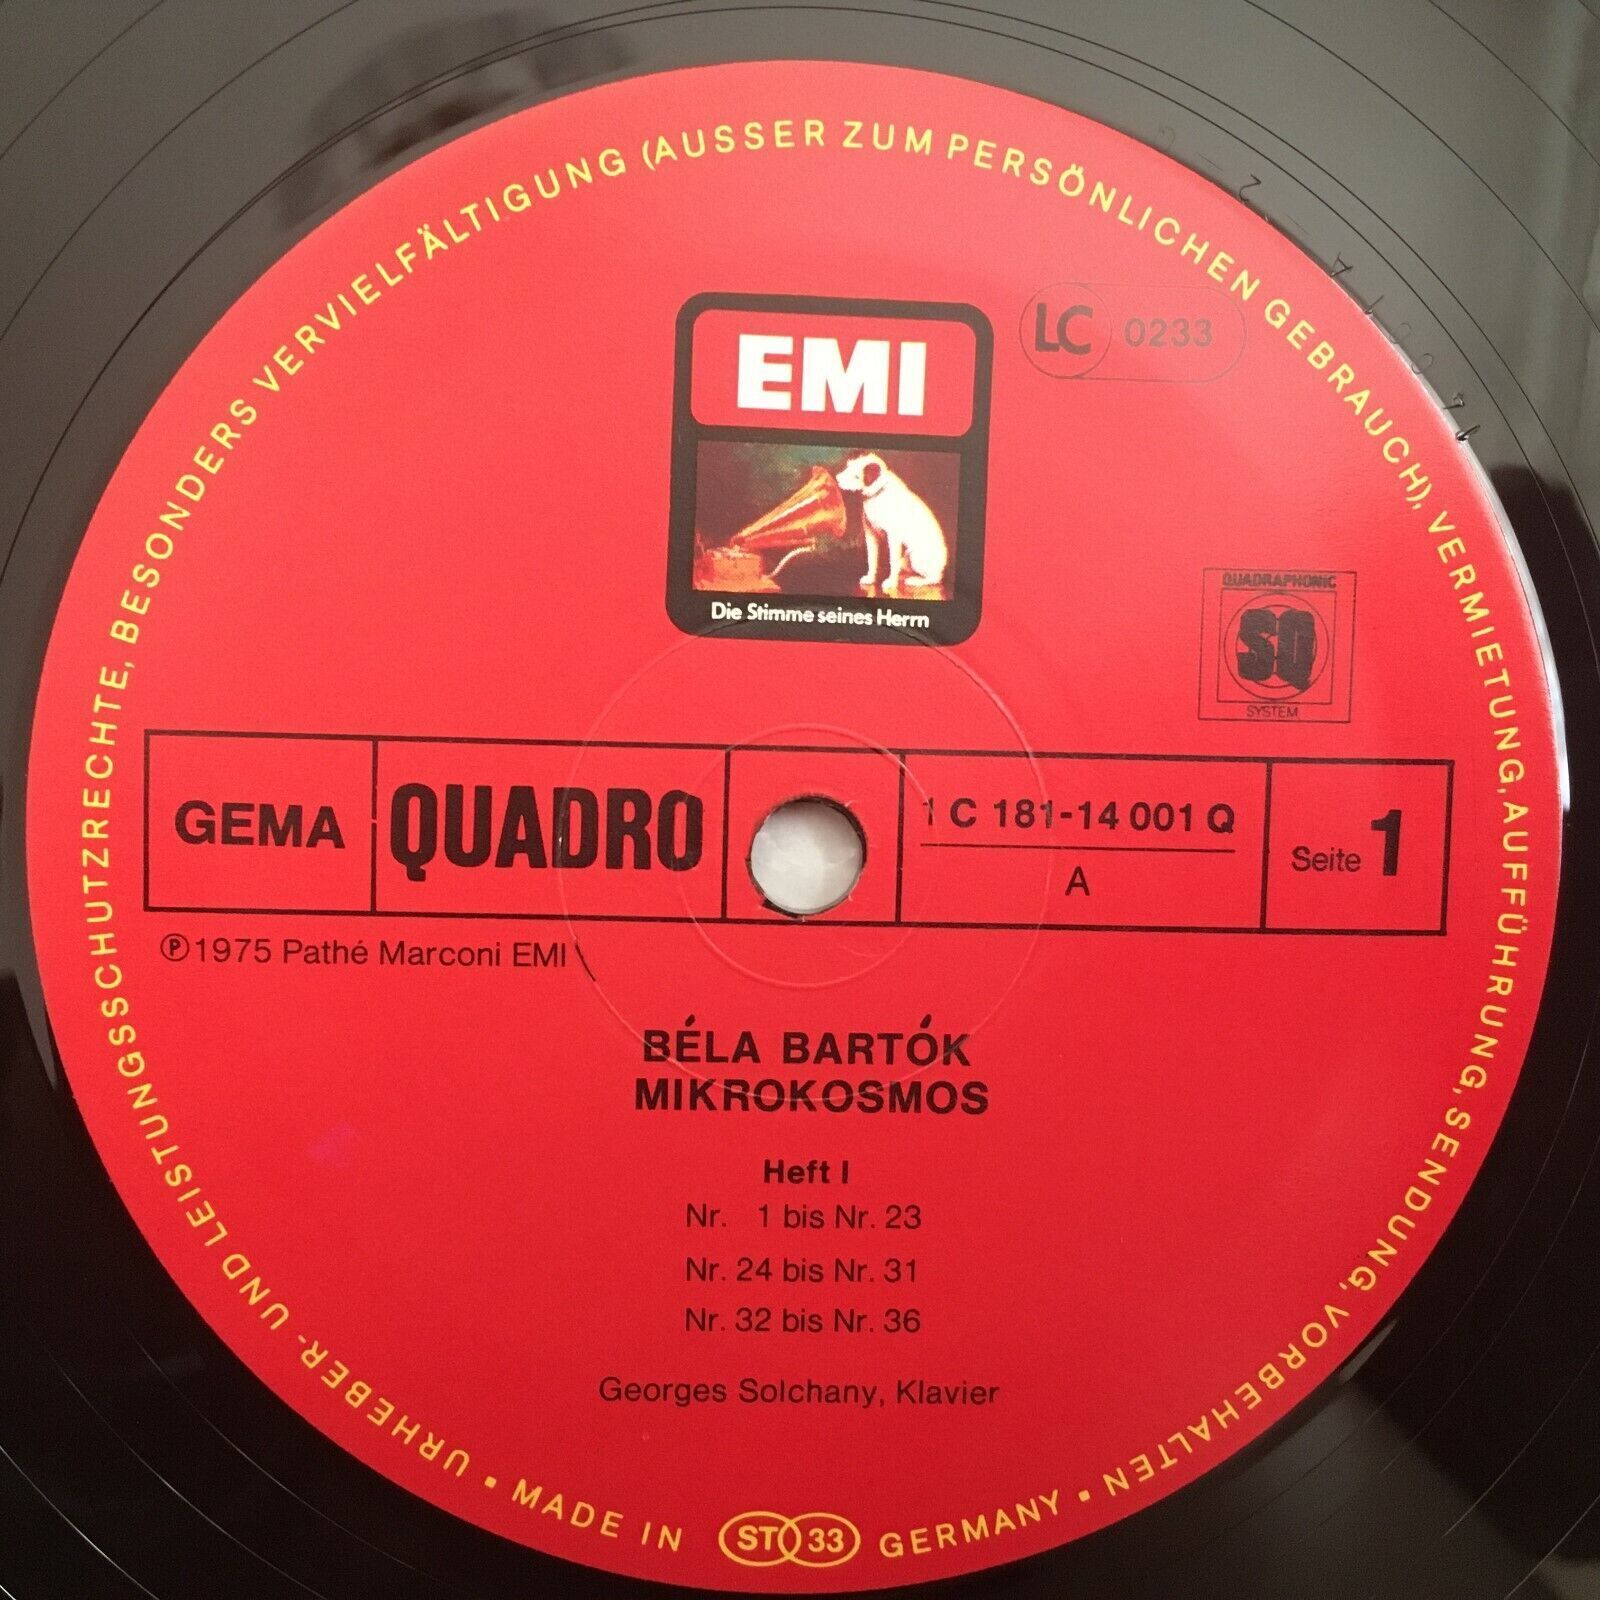 URHEBER- UND LEISTUNGSSCHUTZRECHTE, BESONDERS VERVIELFÄLTIGUNG (AUSSER ZUM PERSÖNLICHEN GEBRAUCH), VERMIETUNG, AUFFÜHRUNG, SENDUNG, VORBEHALTEN
EMI
LC 0233
Die Stimme seines Herrn
QUADRAPHONIC
SQ
SYSTEM
GEMA
QUADRO
1 C 181-14 001 Q
A
Seite 1
℗ 1975 Pathé Marconi EMI
BÉLA BARTÓK
MIKROKOSMOS
Heft I
Nr. 1 bis Nr. 23
Nr. 24 bis Nr. 31
Nr. 32 bis Nr. 36
Georges Solchany, Klavier
• MADE IN ST 33 GERMANY •